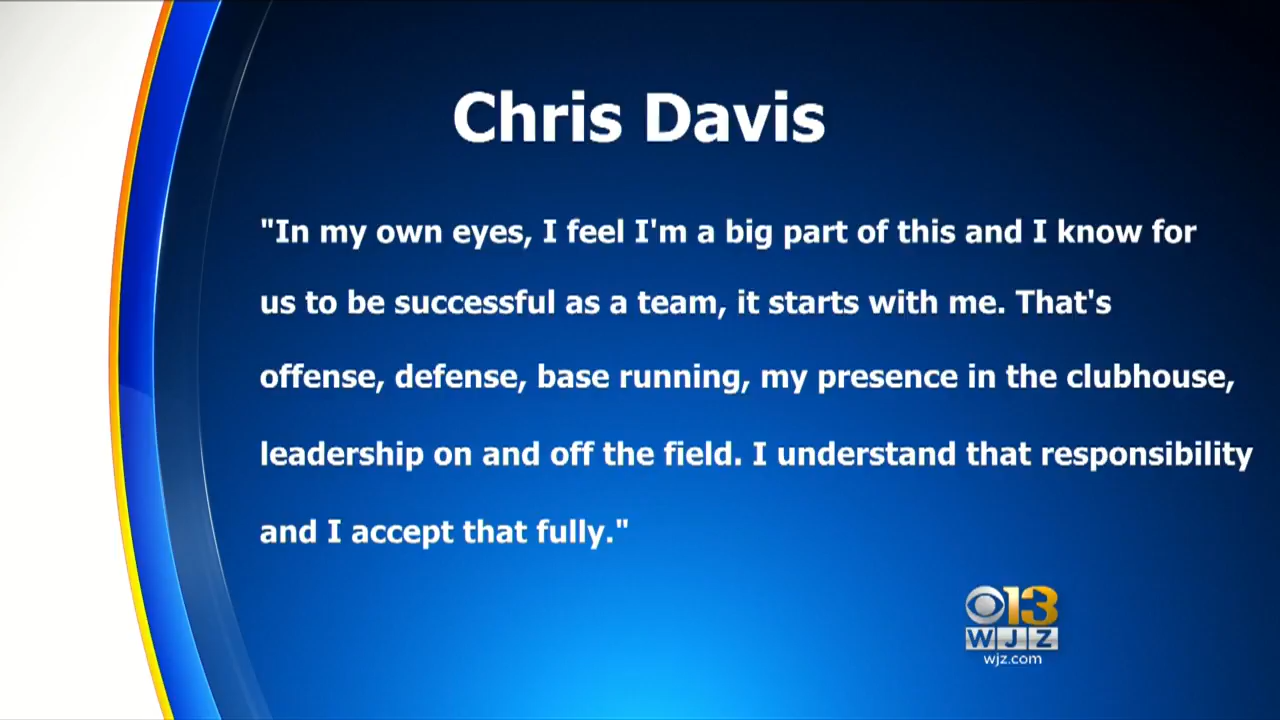 Chris Davis
"In my own eyes, I feel I'm a big part of this and I know for
us to be successful as a team, it starts with me. That's
offense, defense, base running, my presence in the clubhouse,
leadership on and off the field. I understand that responsibility
and I accept that fully."
13
WJZ
wjz.com